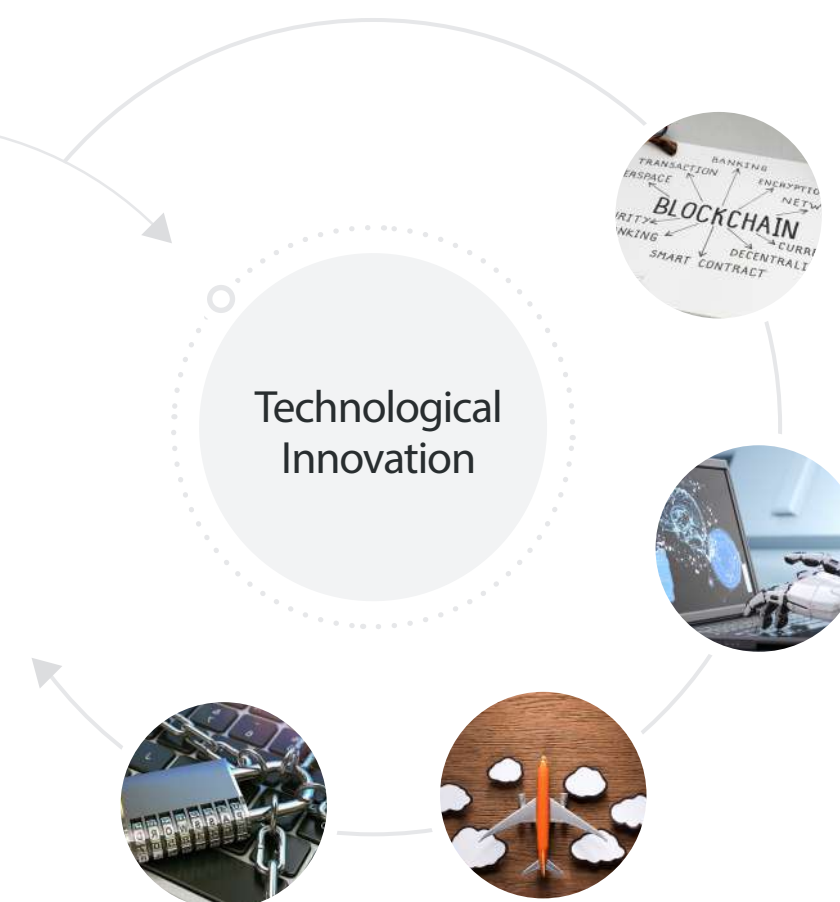 Technological
Innovation
BANKING
TRANSACTION
ENCRYPTIO
ERSPACE
NETW
BLOCKCHAIN
URITY
NKING
CURR
DECENTRALI
SMART CONTRACT